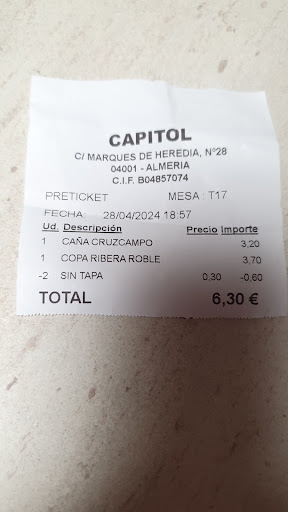 CAPITOL
C/ MARQUES DE HEREDIA, Nº28
04001 - ALMERIA
C.I.F. B04857074
PRETICKET MESA : T17
FECHA: 28/04/2024 18:57
Ud. Descripción Precio Importe
1 CAÑA CRUZCAMPO 3,20
1 COPA RIBERA ROBLE 3,70
-2 SIN TAPA 0,30 -0,60
TOTAL 6,30 €